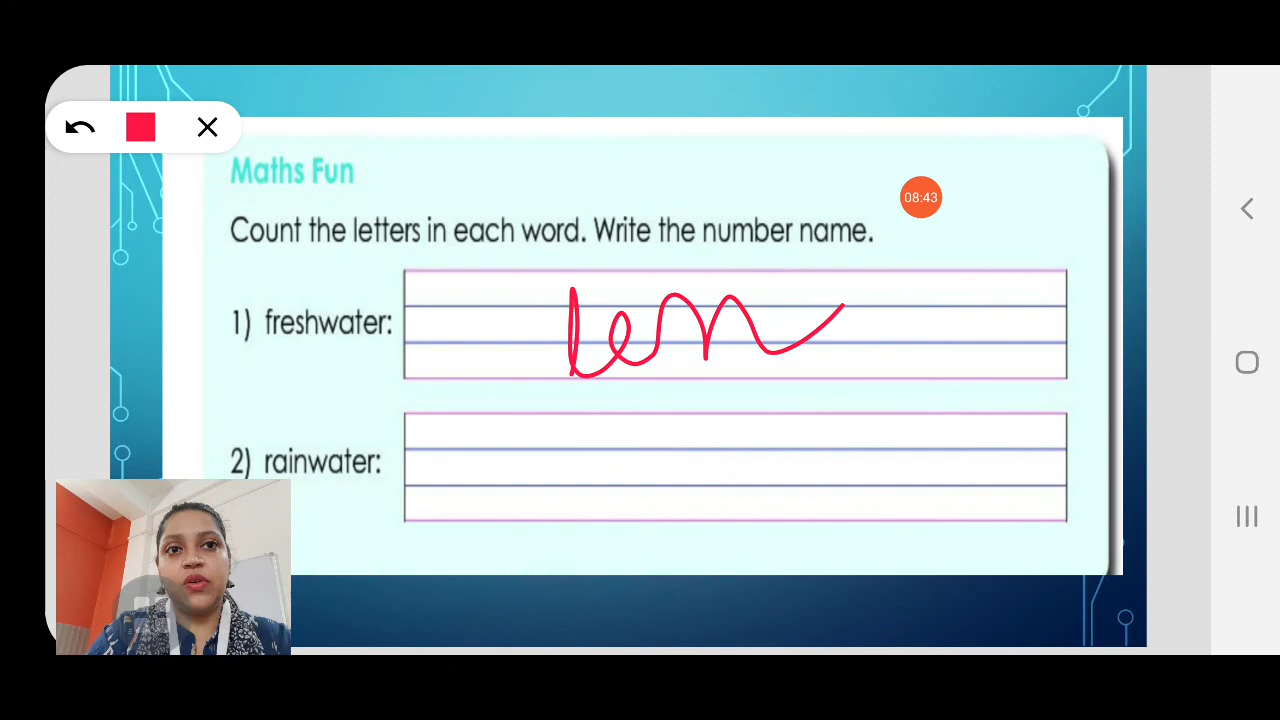 Maths Fun
08:43
Count the letters in each word. Write the number name.
1) freshwater: ten
2) rainwater: